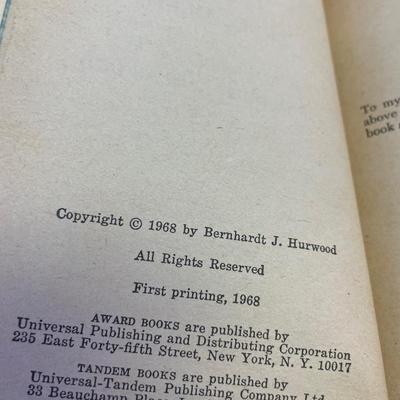 Copyright © 1968 by Bernhardt J. Hurwood
All Rights Reserved
First printing, 1968
AWARD BOOKS are published by
Universal Publishing and Distributing Corporation
235 East Forty-fifth Street, New York, N. Y. 10017
TANDEM BOOKS are published by
Universal-Tandem Publishing Company Ltd
33 Beauchamp Place
To my
above
book